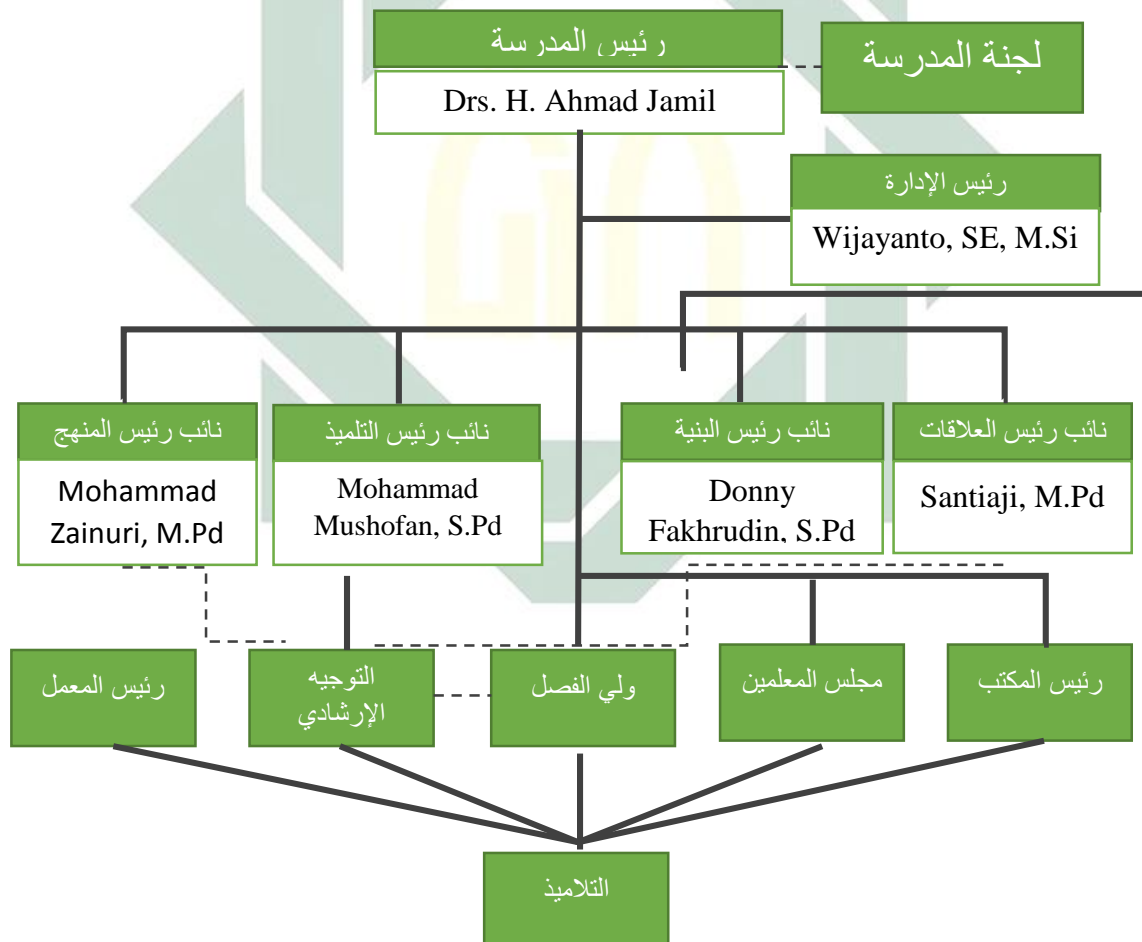 رئيس المدرسة
لجنة المدرسة
Drs. H. Ahmad Jamil
رئيس الإدارة
Wijayanto, SE, M.Si
نائب رئيس المنهج
نائب رئيس التلميذ
نائب رئيس البنية
نائب رئيس العلاقات
Mohammad
Zainuri, M.Pd
Mohammad
Mushofan, S.Pd
Donny
Fakhrudin, S.Pd
Santiaji, M.Pd
رئيس المعمل
التوجيه
الإرشادي
ولي الفصل
مجلس المعلمين
رئيس المكتب
التلاميذ